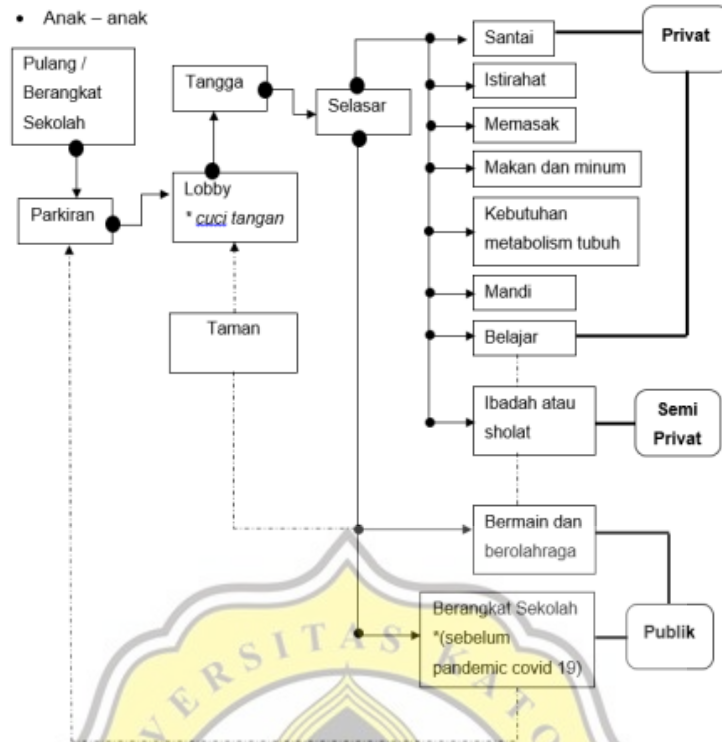 • Anak – anak
Pulang /
Berangkat
Sekolah
Parkiran
Tangga
Lobby
* cuci tangan
Taman
Selasar
Santai
Istirahat
Memasak
Makan dan minum
Kebutuhan
metabolism tubuh
Mandi
Belajar
Ibadah atau
sholat
Bermain dan
berolahraga
Berangkat Sekolah
*(sebelum
pandemic covid 19)
Privat
Semi
Privat
Publik
VERSITAS KATO